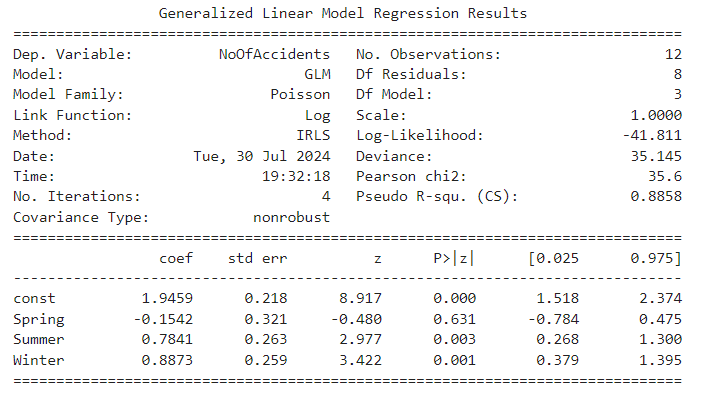 Generalized Linear Model Regression Results
==============================================================================
Dep. Variable: NoOfAccidents No. Observations: 12
Model: GLM Df Residuals: 8
Model Family: Poisson Df Model: 3
Link Function: Log Scale: 1.0000
Method: IRLS Log-Likelihood: -41.811
Date: Tue, 30 Jul 2024 Deviance: 35.145
Time: 19:32:18 Pearson chi2: 35.6
No. Iterations: 4 Pseudo R-squ. (CS): 0.8858
Covariance Type: nonrobust
==============================================================================
coef std err z P>|z| [0.025 0.975]
------------------------------------------------------------------------------
const 1.9459 0.218 8.917 0.000 1.518 2.374
Spring -0.1542 0.321 -0.480 0.631 -0.784 0.475
Summer 0.7841 0.263 2.977 0.003 0.268 1.300
Winter 0.8873 0.259 3.422 0.001 0.379 1.395
==============================================================================